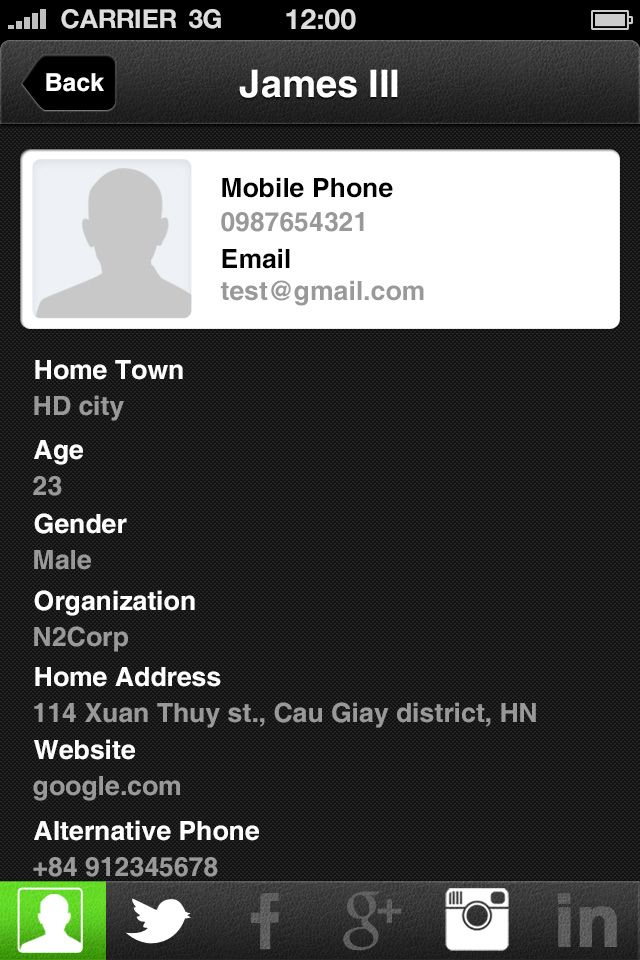 CARRIER 3G 12:00
Back
James III
Mobile Phone
0987654321
Email
test@gmail.com
Home Town
HD city
Age
23
Gender
Male
Organization
N2Corp
Home Address
114 Xuan Thuy st., Cau Giay district, HN
Website
google.com
Alternative Phone
+84 912345678
f g+ in